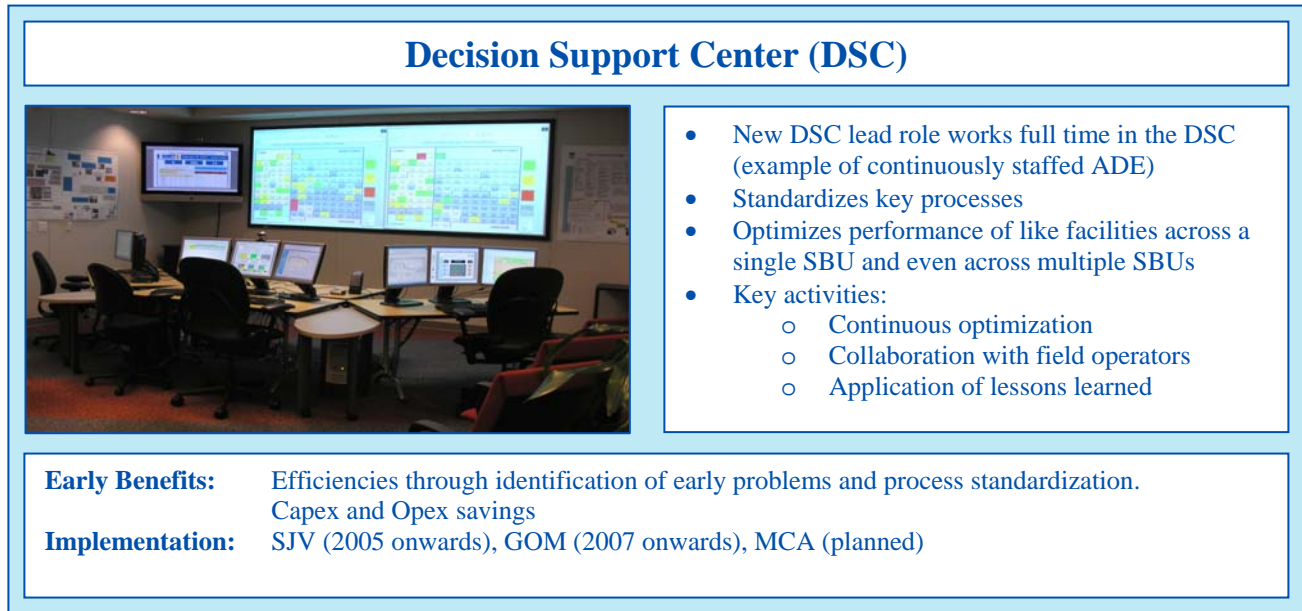 Decision Support Center (DSC)
• New DSC lead role works full time in the DSC
(example of continuously staffed ADE)
• Standardizes key processes
• Optimizes performance of like facilities across a
single SBU and even across multiple SBUs
• Key activities:
o Continuous optimization
o Collaboration with field operators
o Application of lessons learned
Early Benefits: Efficiencies through identification of early problems and process standardization.
Capex and Opex savings
Implementation: SJV (2005 onwards), GOM (2007 onwards), MCA (planned)